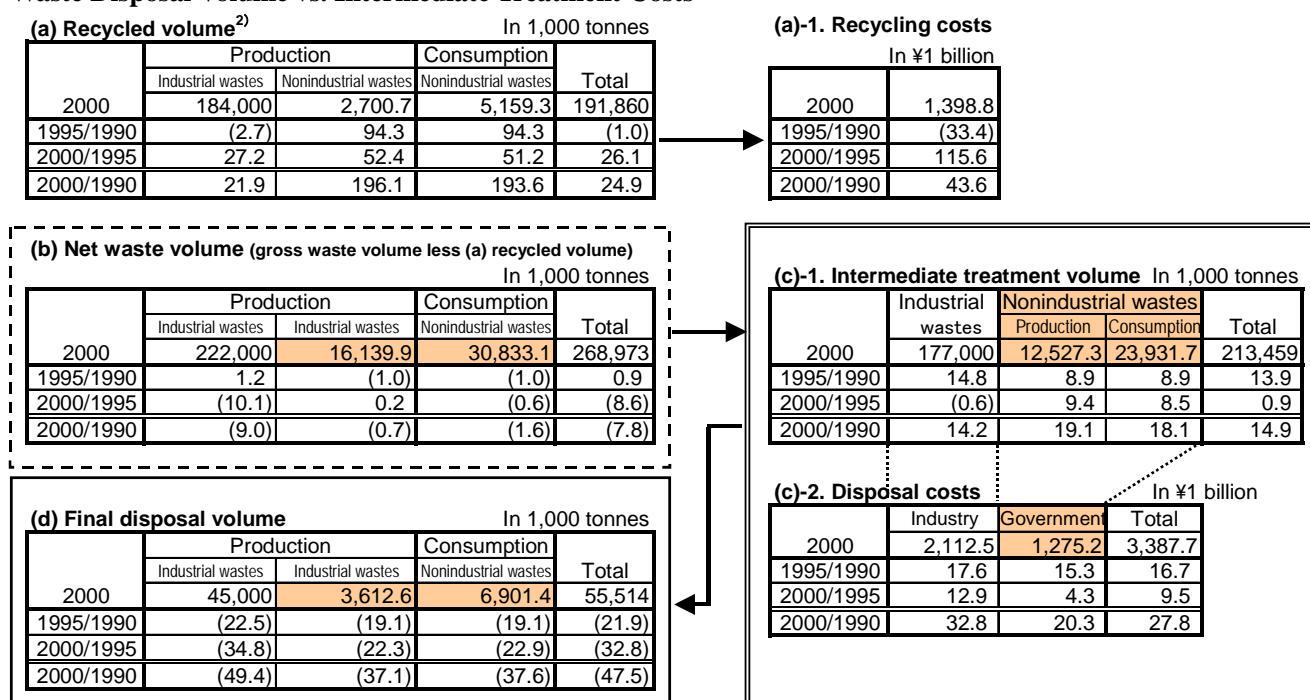 Waste Disposal Volume vs. Intermediate Treatment Costs
(a) Recycled volume2) In 1,000 tonnes
Production Consumption
Industrial wastes Nonindustrial wastes Nonindustrial wastes Total
2000 184,000 2,700.7 5,159.3 191,860
1995/1990 (2.7) 94.3 94.3 (1.0)
2000/1995 27.2 52.4 51.2 26.1
2000/1990 21.9 196.1 193.6 24.9
(a)-1. Recycling costs
In ¥1 billion
2000 1,398.8
1995/1990 (33.4)
2000/1995 115.6
2000/1990 43.6
(b) Net waste volume (gross waste volume less (a) recycled volume)
In 1,000 tonnes
Production Consumption
Industrial wastes Industrial wastes Nonindustrial wastes Total
2000 222,000 16,139.9 30,833.1 268,973
1995/1990 1.2 (1.0) (1.0) 0.9
2000/1995 (10.1) 0.2 (0.6) (8.6)
2000/1990 (9.0) (0.7) (1.6) (7.8)
(c)-1. Intermediate treatment volume In 1,000 tonnes
Industrial Nonindustrial wastes
wastes Production Consumption Total
2000 177,000 12,527.3 23,931.7 213,459
1995/1990 14.8 8.9 8.9 13.9
2000/1995 (0.6) 9.4 8.5 0.9
2000/1990 14.2 19.1 18.1 14.9
(c)-2. Disposal costs In ¥1 billion
Industry Government Total
2000 2,112.5 1,275.2 3,387.7
1995/1990 17.6 15.3 16.7
2000/1995 12.9 4.3 9.5
2000/1990 32.8 20.3 27.8
(d) Final disposal volume In 1,000 tonnes
Production Consumption
Industrial wastes Industrial wastes Nonindustrial wastes Total
2000 45,000 3,612.6 6,901.4 55,514
1995/1990 (22.5) (19.1) (19.1) (21.9)
2000/1995 (34.8) (22.3) (22.9) (32.8)
2000/1990 (49.4) (37.1) (37.6) (47.5)